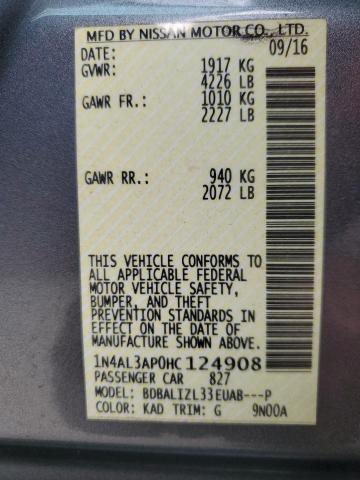 MFD BY NISSAN MOTOR CO., LTD.
DATE: 09/16
GVWR: 1917 KG
4226 LB
GAWR FR.: 1010 KG
2227 LB
GAWR RR.: 940 KG
2072 LB
THIS VEHICLE CONFORMS TO
ALL APPLICABLE FEDERAL
MOTOR VEHICLE SAFETY,
BUMPER, AND THEFT
PREVENTION STANDARDS IN
EFFECT ON THE DATE OF
MANUFACTURE SHOWN ABOVE.
1N4AL3AP0HC124908
PASSENGER CAR 827
MODEL: BDBALIZL33EUAB---P
COLOR: KAD TRIM: G 9N00A